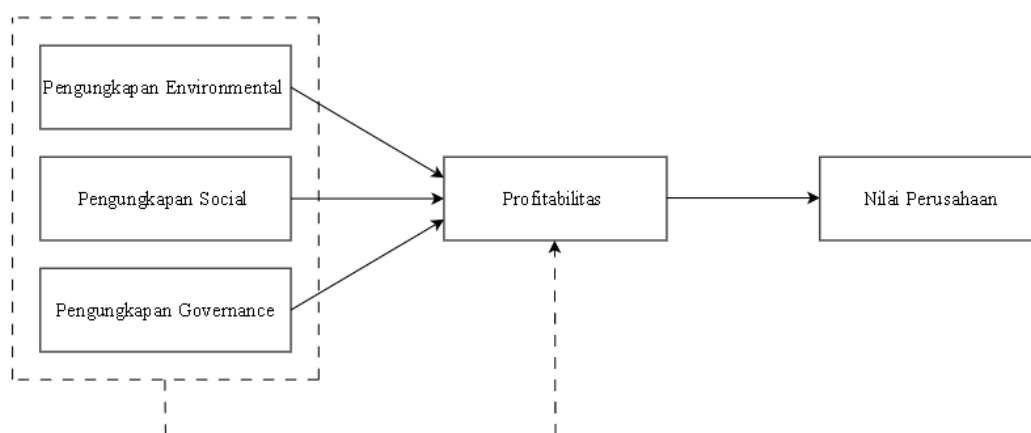 Pengungkapan Environmental
Pengungkapan Social
Profitabilitas
Nilai Perusahaan
Pengungkapan Governance